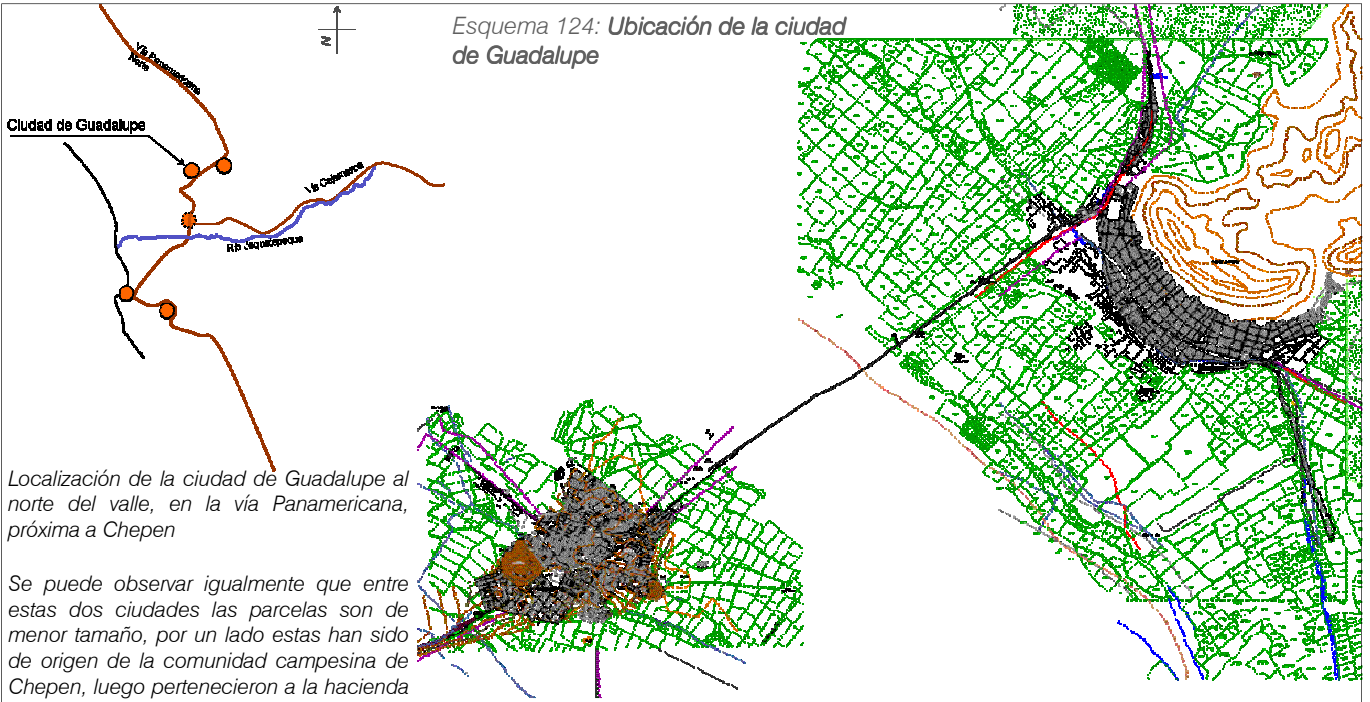 Esquema 124: Ubicación de la ciudad
de Guadalupe
N
Vía Panamericana
Norte
Ciudad de Guadalupe
Vía Cajamarca
Río Jequetepeque
Localización de la ciudad de Guadalupe al
norte del valle, en la vía Panamericana,
próxima a Chepen
Se puede observar igualmente que entre
estas dos ciudades las parcelas son de
menor tamaño, por un lado estas han sido
de origen de la comunidad campesina de
Chepen, luego pertenecieron a la hacienda